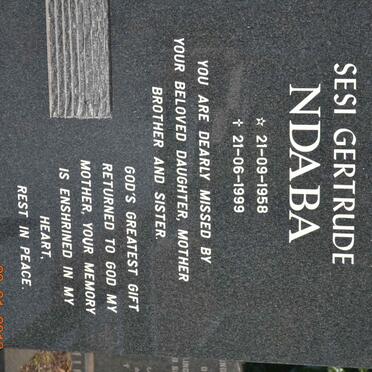 SESI GERTRUDE
NDABA
☆ 21-09-1958
✝ 21-06-1999
YOU ARE DEARLY MISSED BY
YOUR BELOVED DAUGHTER, MOTHER
BROTHER AND SISTER.
GOD'S GREATEST GIFT
RETURNED TO GOD MY
MOTHER, YOUR MEMORY
IS ENSHRINED IN MY
HEART,
REST IN PEACE.